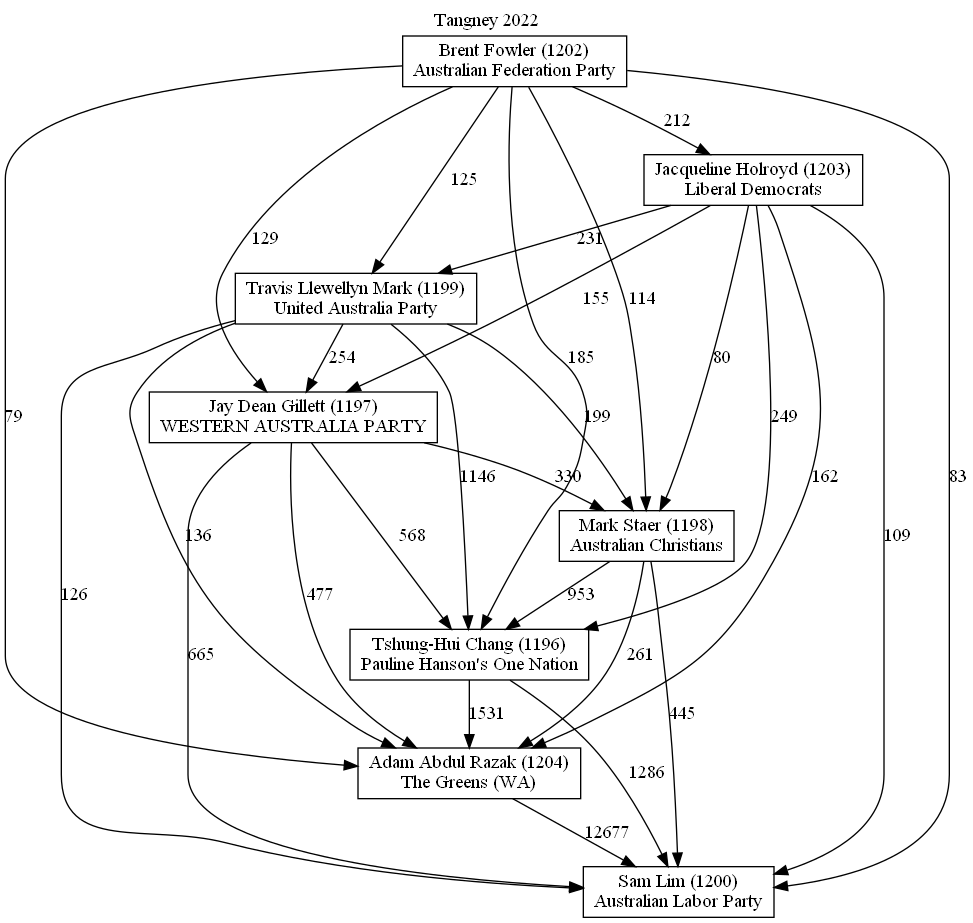 Tangney 2022
Brent Fowler (1202)
Australian Federation Party
212
Jacqueline Holroyd (1203)
Liberal Democrats
125
129
231
Travis Llewellyn Mark (1199)
United Australia Party
155
114
254
185
80
Jay Dean Gillett (1197)
WESTERN AUSTRALIA PARTY
79
199
249
1146
330
162
83
Mark Staer (1198)
Australian Christians
136
568
109
126
477
953
Tshung-Hui Chang (1196)
Pauline Hanson's One Nation
665
261
1531
445
Adam Abdul Razak (1204)
The Greens (WA)
1286
12677
Sam Lim (1200)
Australian Labor Party